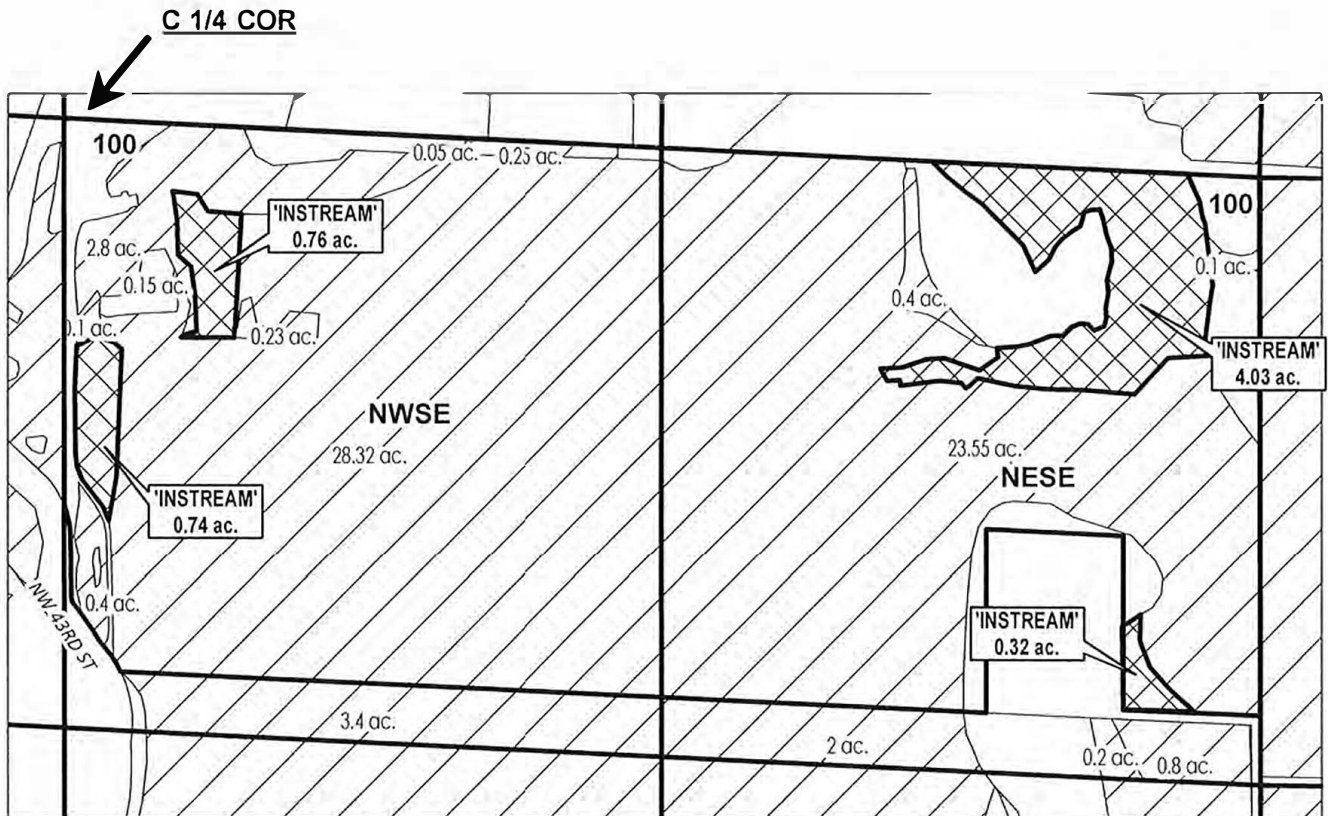 C 1/4 COR
100
0.05 ac.
0.25 ac.
'INSTREAM'
0.76 ac.
100
2.8 ac.
0.15 ac.
0.1 ac.
0.4 ac.
0.1 ac.
0.23 ac.
'INSTREAM'
4.03 ac.
NWSE
28.32 ac.
23.55 ac.
NESE
'INSTREAM'
0.74 ac.
NW 43RD ST
0.4 ac.
'INSTREAM'
0.32 ac.
3.4 ac.
2 ac.
0.2 ac.
0.8 ac.